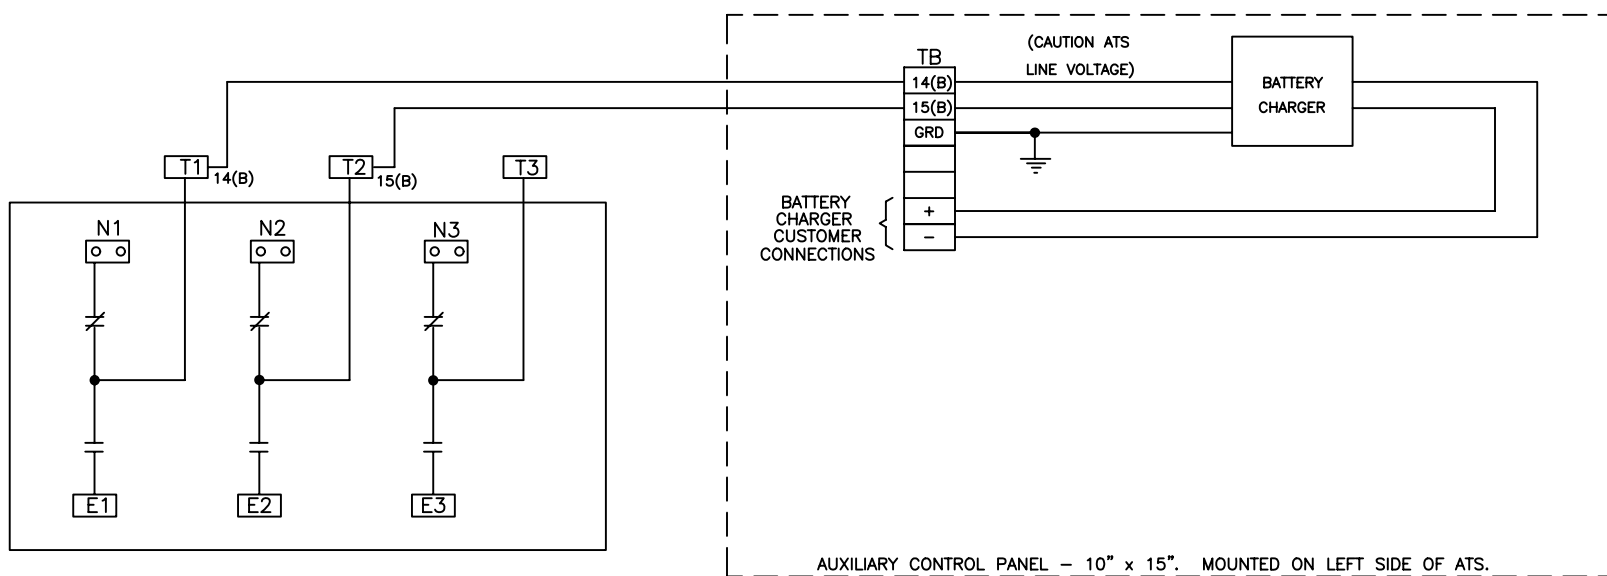 (CAUTION ATS
LINE VOLTAGE)
TB
14(B)
15(B)
GRD
+
−
BATTERY
CHARGER
BATTERY
CHARGER
CUSTOMER
CONNECTIONS
T1
14(B)
T2
15(B)
T3
N1
N2
N3
E1
E2
E3
AUXILIARY CONTROL PANEL − 10” x 15”. MOUNTED ON LEFT SIDE OF ATS.